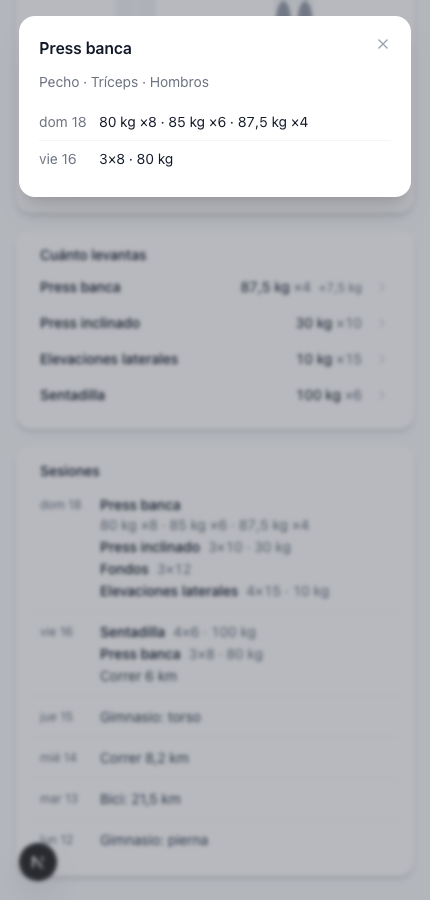 Press banca
Pecho · Tríceps · Hombros
dom 18 80 kg ×8 · 85 kg ×6 · 87,5 kg ×4
vie 16 3×8 · 80 kg
Cuánto levantas
Press banca 87,5 kg ×4 +7,5 kg
Press inclinado 30 kg ×10
Elevaciones laterales 10 kg ×15
Sentadilla 100 kg ×6
Sesiones
dom 18 Press banca
80 kg ×8 · 85 kg ×6 · 87,5 kg ×4
Press inclinado 3×10 · 30 kg
Fondos 3×12
Elevaciones laterales 4×15 · 10 kg
vie 16 Sentadilla 4×6 · 100 kg
Press banca 3×8 · 80 kg
Correr 6 km
jue 15 Gimnasio: torso
mié 14 Correr 8,2 km
mar 13 Bici: 21,5 km
lun 12 Gimnasio: pierna
N